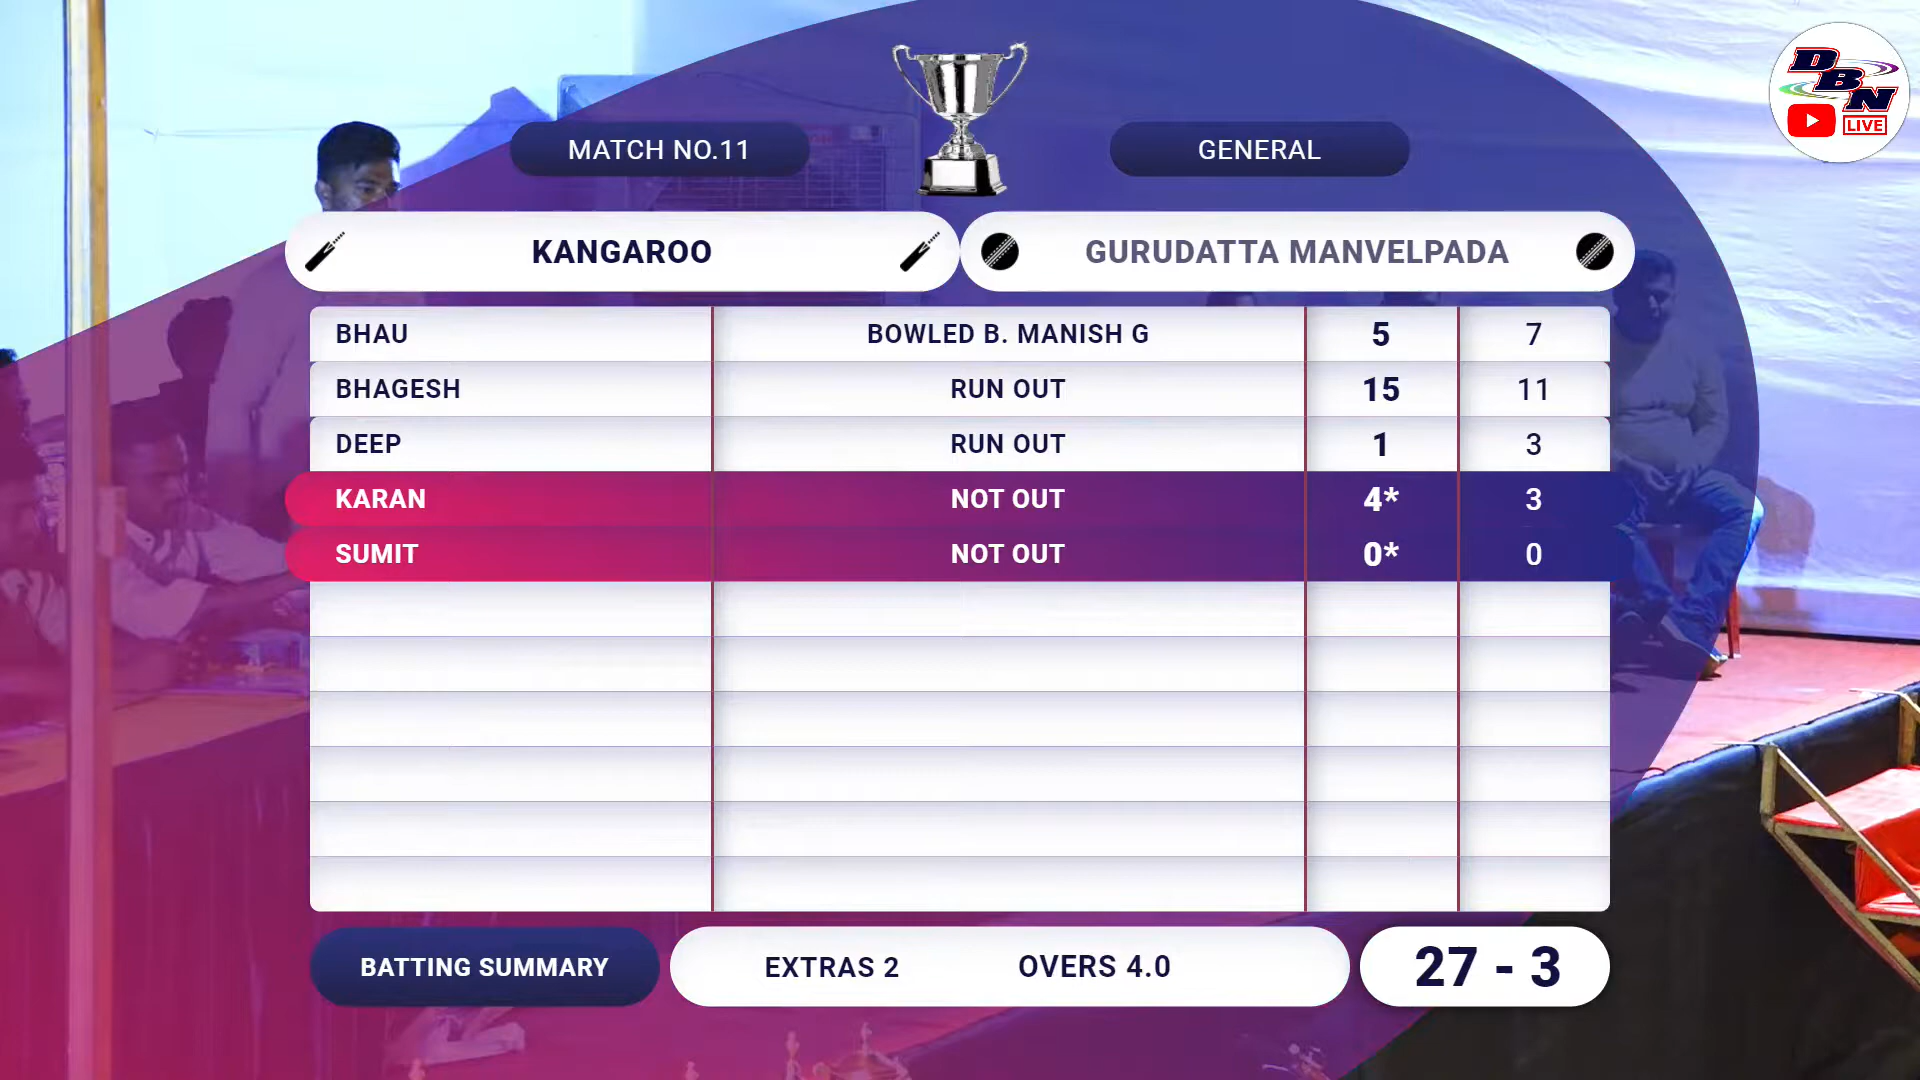 DBN
LIVE
MATCH NO.11
GENERAL
KANGAROO
GURUDATTA MANVELPADA
BHAU BOWLED B. MANISH G 5 7
BHAGESH RUN OUT 15 11
DEEP RUN OUT 1 3
KARAN NOT OUT 4* 3
SUMIT NOT OUT 0* 0
BATTING SUMMARY EXTRAS 2 OVERS 4.0 27 - 3